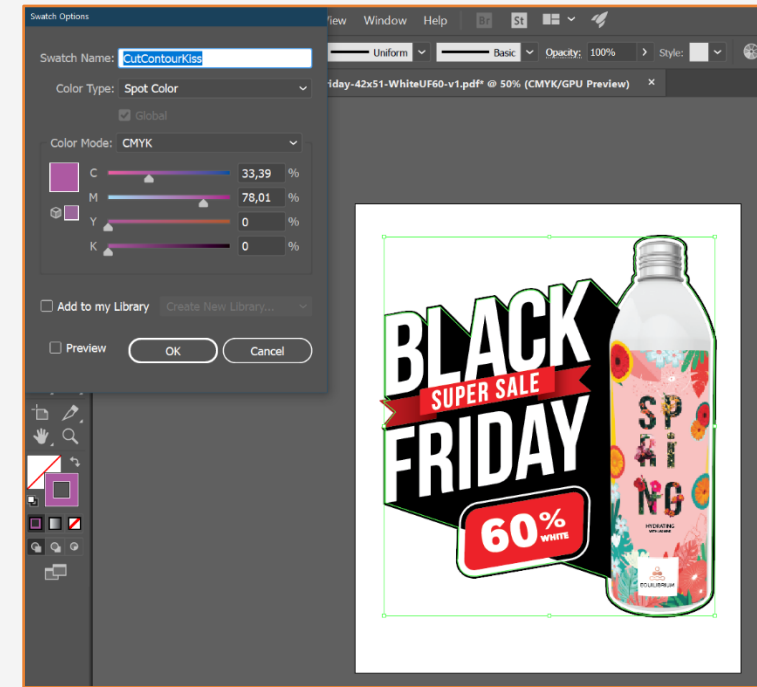 Swatch Options
Swatch Name: CutContourKiss
Color Type: Spot Color
Global
Color Mode: CMYK
C 33,39 %
M 78,01 %
Y 0 %
K 0 %
Add to my Library Create New Library...
Preview OK Cancel
View Window Help Br St
Uniform Basic Opacity: 100% Style:
riday-42x51-WhiteUF60-v1.pdf* @ 50% (CMYK/GPU Preview) ×
BLACK
SUPER SALE
FRIDAY
60%
WHITE
SP
RI
NG
HYDRATING
EQUILIBRIUM